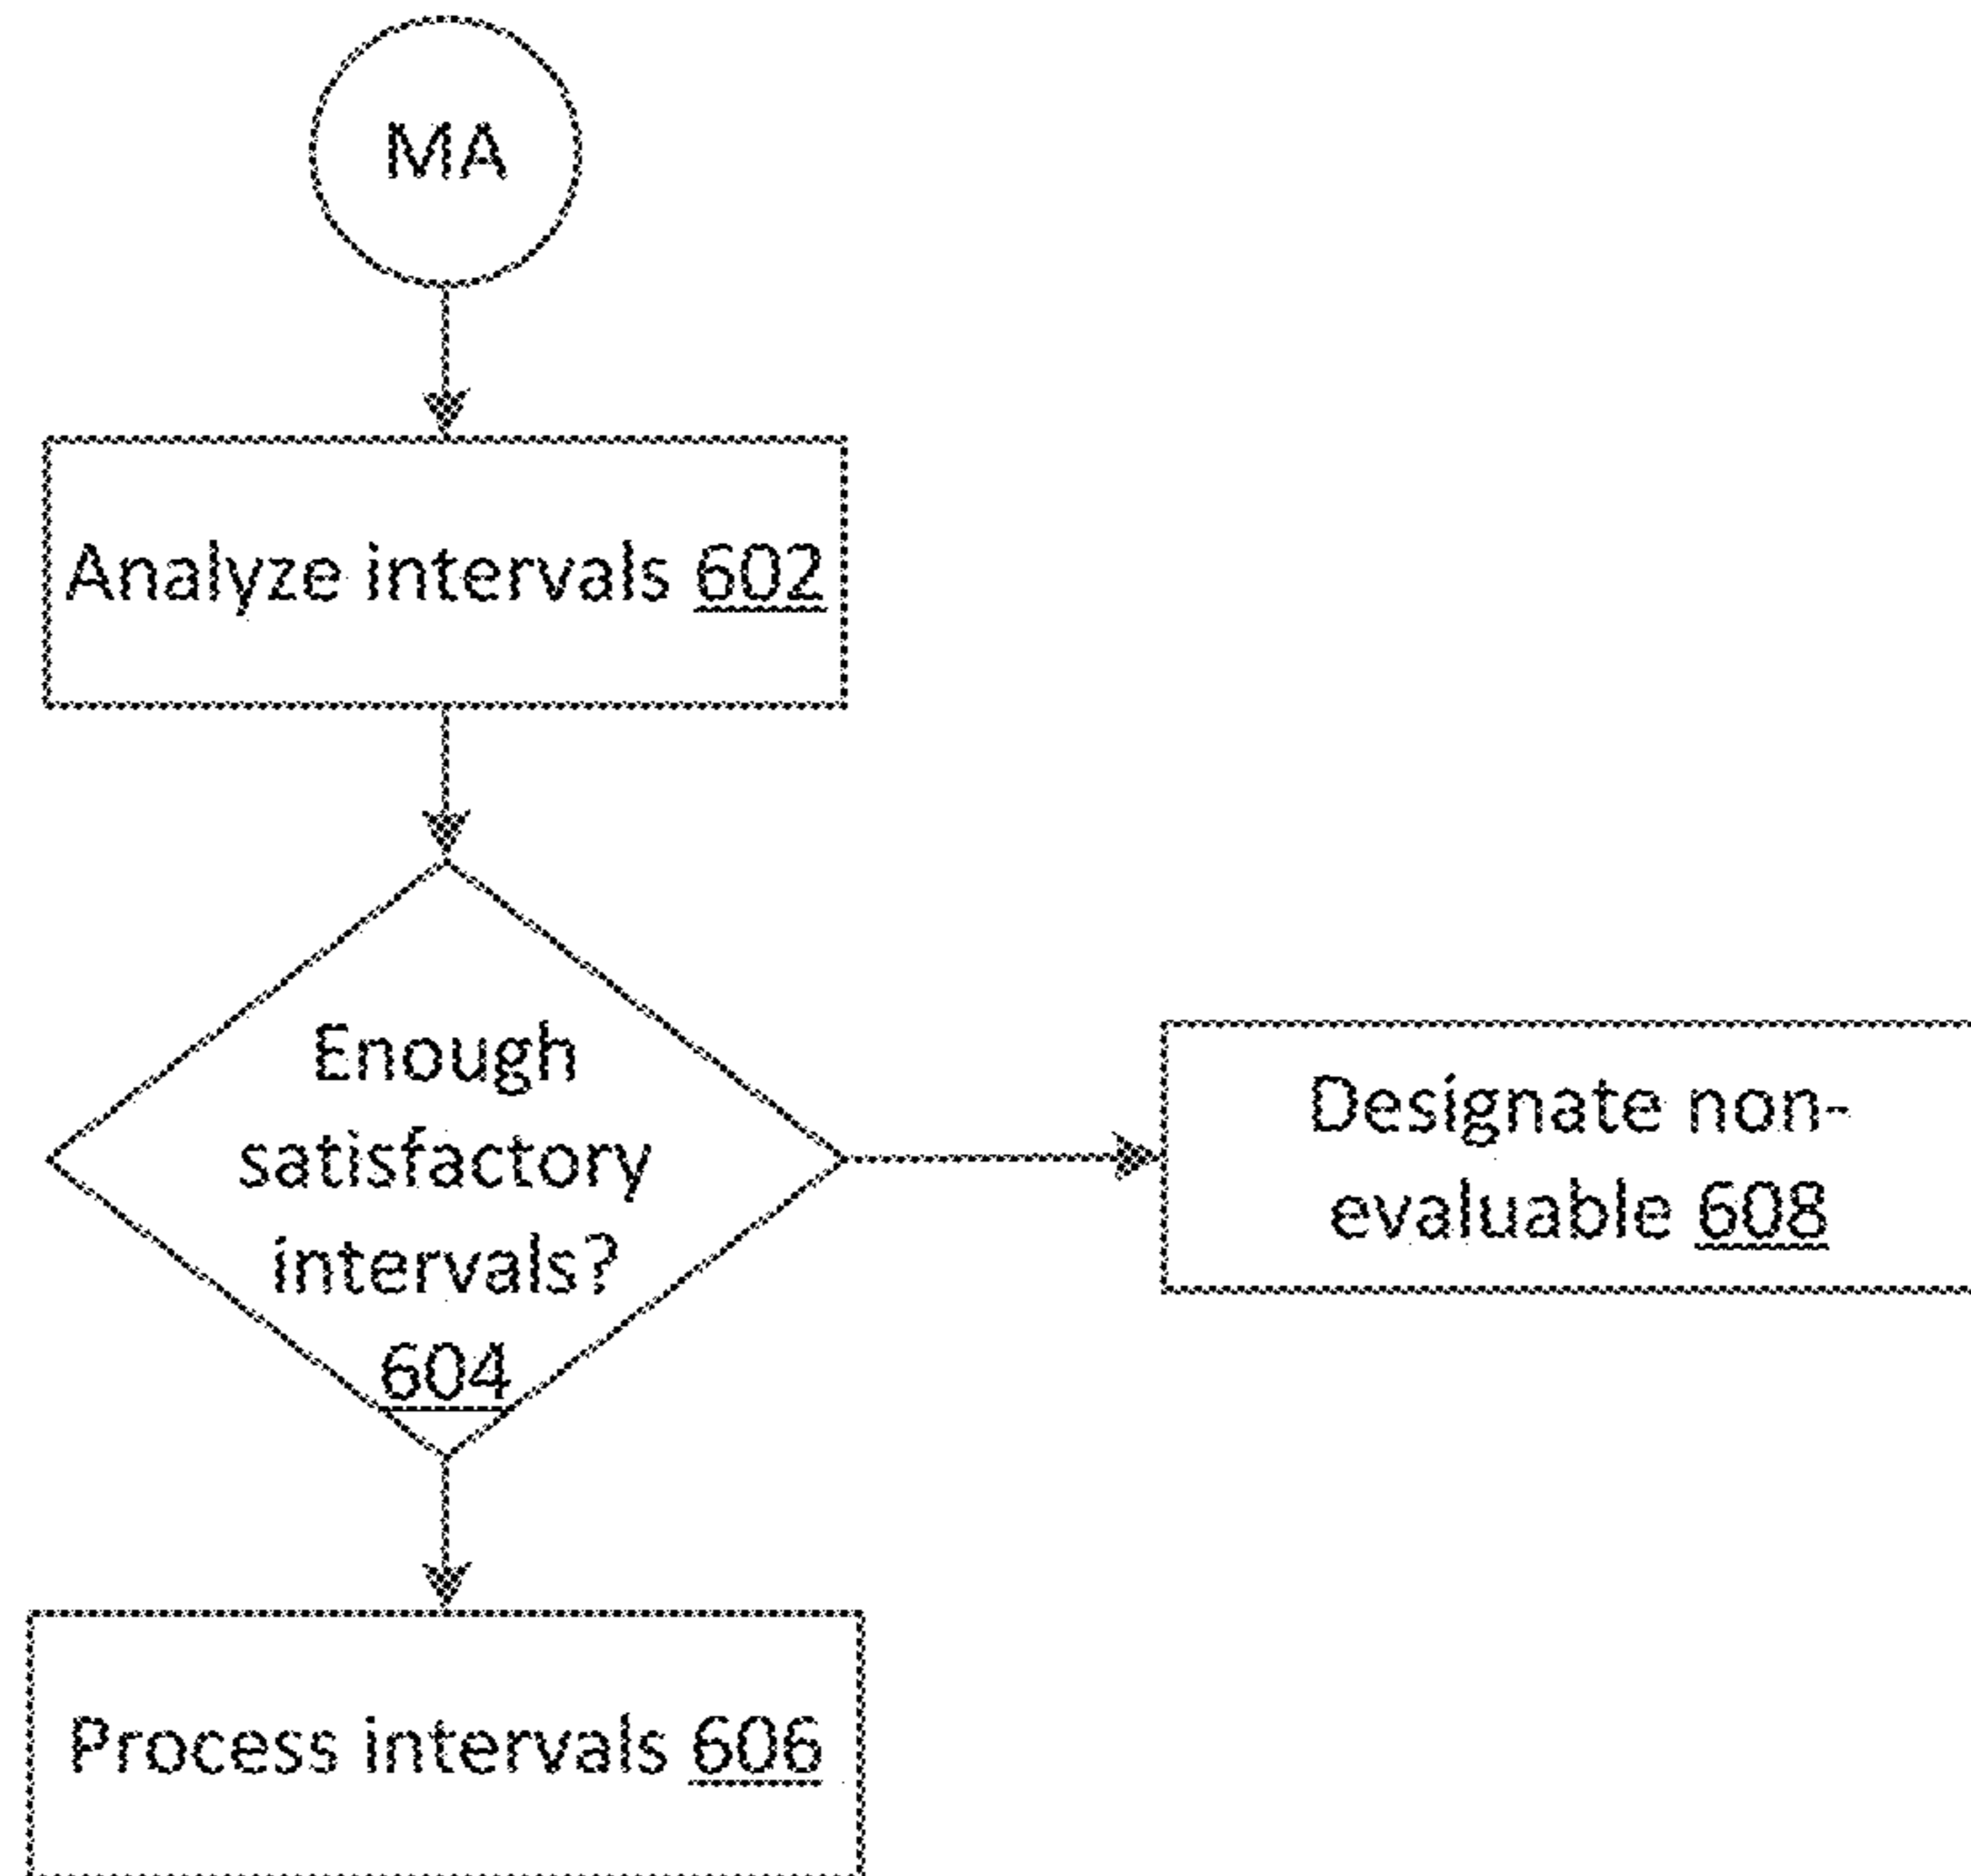 MA
Analyze intervals 602
Enough
satisfactory
intervals?
604
Designate non-
evaluable 608
Process intervals 606